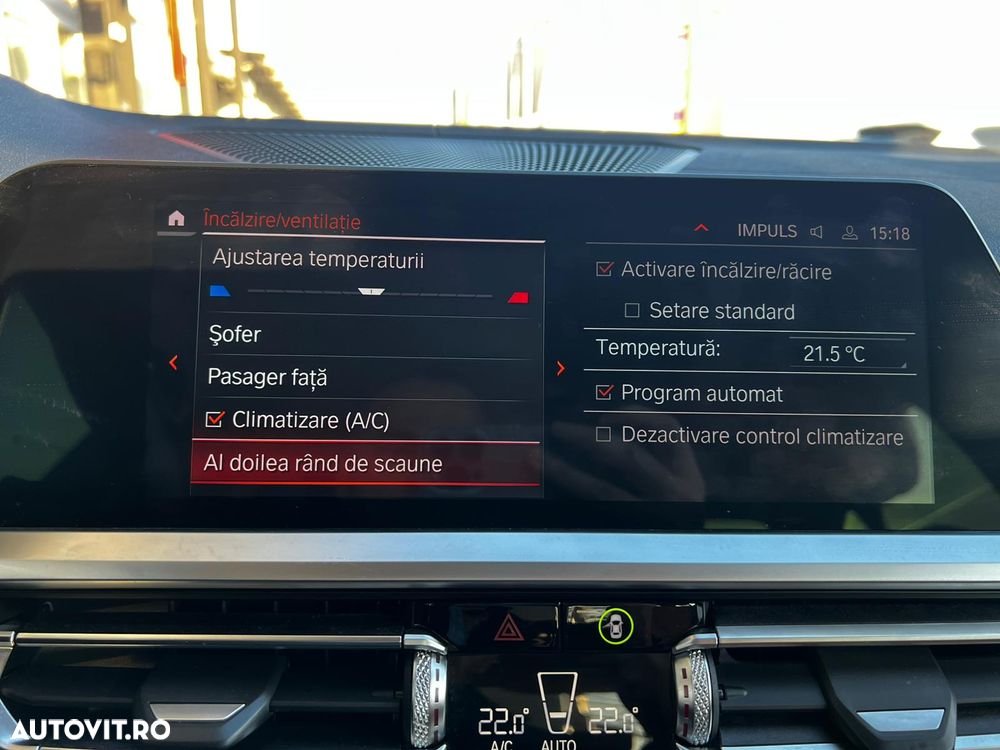 Încălzire/ventilație
IMPULS 15:18
Ajustarea temperaturii
Șofer
Pasager față
Climatizare (A/C)
Al doilea rând de scaune
Activare încălzire/răcire
Setare standard
Temperatură: 21.5 °C
Program automat
Dezactivare control climatizare
22.0° 22.0°
A/C AUTO
AUTOVIT.RO